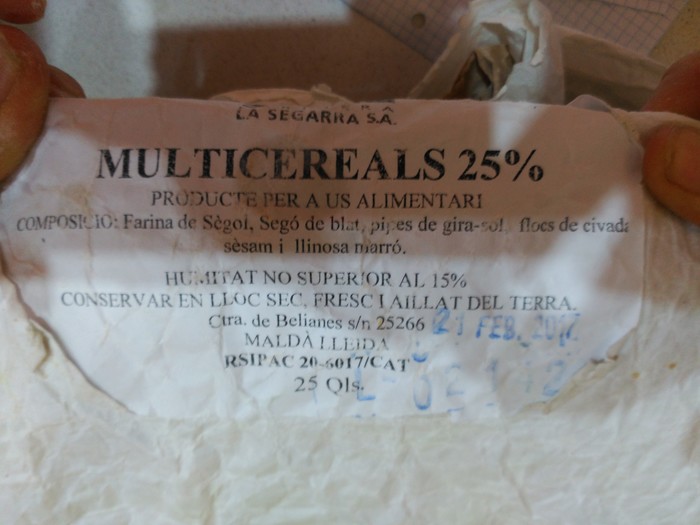 LA SEGARRA S.A.
MULTICEREALS 25%
PRODUCTE PER A US ALIMENTARI
COMPOSICIO: Farina de Sègol, Segó de blat, pipes de gira-sol, flocs de civada
sèsam i llinosa marró.
HUMITAT NO SUPERIOR AL 15%
CONSERVAR EN LLOC SEC, FRESC I AILLAT DEL TERRA.
Ctra. de Belianes s/n 25266
21 FEB. 2017
MALDÀ LLEIDA
RSIPAC 20-6017/CAT
25 Qls.